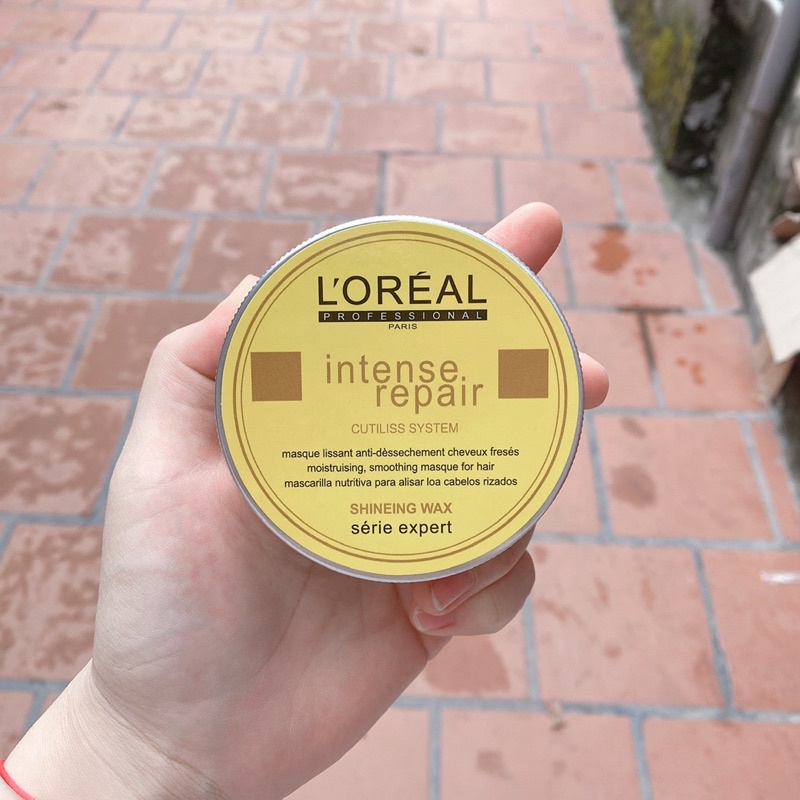 L'ORÉAL
PROFESSIONAL
PARIS
intense
repair
CUTILISS SYSTEM
masque lissant anti-dèssechement cheveux fresés
moistruising, smoothing masque for hair
mascarilla nutritiva para alisar loa cabelos rizados
SHINEING WAX
série expert